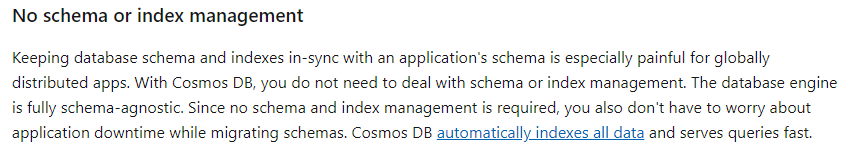 No schema or index management
Keeping database schema and indexes in-sync with an application's schema is especially painful for globally
distributed apps. With Cosmos DB, you do not need to deal with schema or index management. The database engine
is fully schema-agnostic. Since no schema and index management is required, you also don't have to worry about
application downtime while migrating schemas. Cosmos DB automatically indexes all data and serves queries fast.